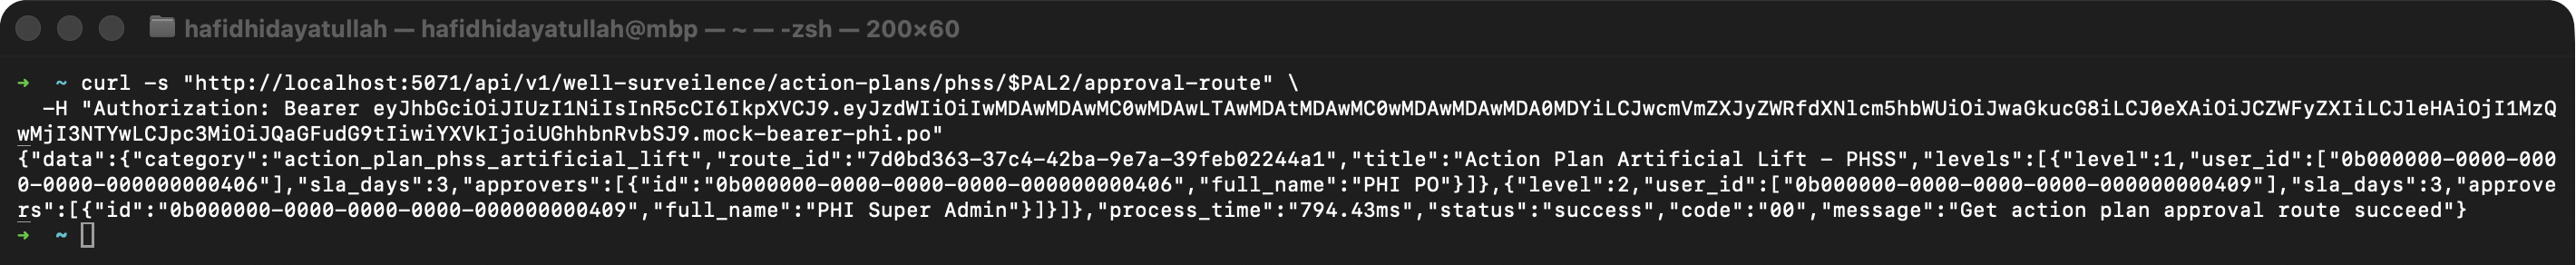 hafidhidayatullah — hafidhidayatullah@mbp — ~ — -zsh — 200×60
➜  ~ curl -s "http://localhost:5071/api/v1/well-surveilence/action-plans/phss/$PAL2/approval-route" \
  -H "Authorization: Bearer eyJhbGciOiJIUzI1NiIsInR5cCI6IkpXVCJ9.eyJzdWIiOiIwMDAwMDAwMC0wMDAwLTAwMDAtMDAwMC0wMDAwMDAwMDA0MDYiLCJwcmVmZXJyZWRfdXNlcm5hbWUiOiJwaGkucG8iLCJ0eXAiOiJCZWFyZXIiLCJleHAiOjI1MzQ
wMjI3NTYwLCJpc3MiOiJQaGFudG9tIiwiYXVkIjoiUGhhbnRvbSJ9.mock-bearer-phi.po"
{"data":{"category":"action_plan_phss_artificial_lift","route_id":"7d0bd363-37c4-42ba-9e7a-39feb02244a1","title":"Action Plan Artificial Lift - PHSS","levels":[{"level":1,"user_id":["0b000000-0000-000
0-0000-000000000406"],"sla_days":3,"approvers":[{"id":"0b000000-0000-0000-0000-000000000406","full_name":"PHI PO"}]},{"level":2,"user_id":["0b000000-0000-0000-0000-000000000409"],"sla_days":3,"approve
rs":[{"id":"0b000000-0000-0000-0000-000000000409","full_name":"PHI Super Admin"}]}]},"process_time":"794.43ms","status":"success","code":"00","message":"Get action plan approval route succeed"}
➜  ~